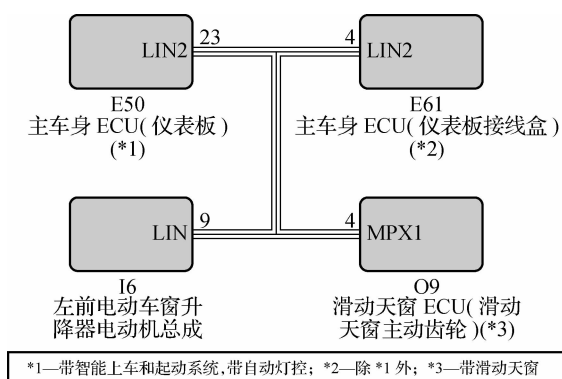 LIN2
23
4
LIN2
E50
主车身 ECU( 仪表板 )
(*1)
E61
主车身 ECU( 仪表板接线盒 )
(*2)
LIN
9
4
MPX1
I6
左前电动车窗升
降器电动机总成
O9
滑动天窗 ECU( 滑动
天窗主动齿轮 )(*3)
*1—带智能上车和起动系统,带自动灯控；*2—除 *1 外；*3—带滑动天窗